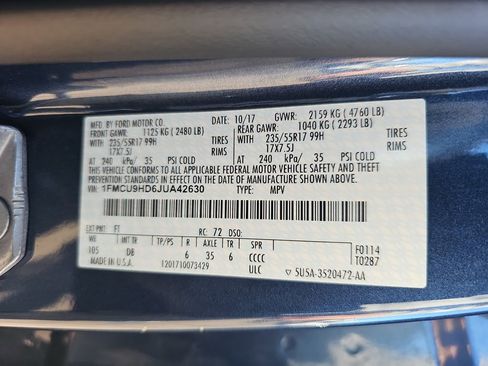 MFD. BY FORD MOTOR CO.
10/17 GVWR: 2159 KG ( 4760 LB)
FRONT GAWR: 1125 KG ( 2480 LB)
REAR GAWR: 1040 KG ( 2293 LB)
WITH: 235/55R17 99H TIRES
17X7.5J RIMS
WITH: 235/55R17 99H TIRES
17X7.5J RIMS
AT 240 kPa/ 35 PSI COLD
AT 240 kPa/ 35 PSI COLD
THIS VEHICLE CONFORMS TO ALL APPLICABLE FEDERAL MOTOR VEHICLE SAFETY AND THEFT
PREVENTION STANDARDS IN EFFECT ON THE DATE OF MANUFACTURE SHOWN ABOVE.
VIN: 1FMCU9HD6JUA42630 TYPE: MPV
EXT PNT: FT RC: 72 DSO:
WB INT TR TP/PS R AXLE TR SPR
105 DB 6 35 6 CCCC
F0114
T0287
MADE IN U.S.A. 1201710073429 ULC
5U5A-3520472-AA